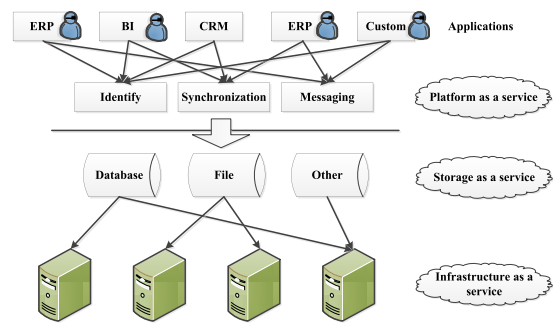 ERP BI CRM ERP Custom Applications
Identify Synchronization Messaging Platform as a service
Database File Other Storage as a service
Infrastructure as a
service